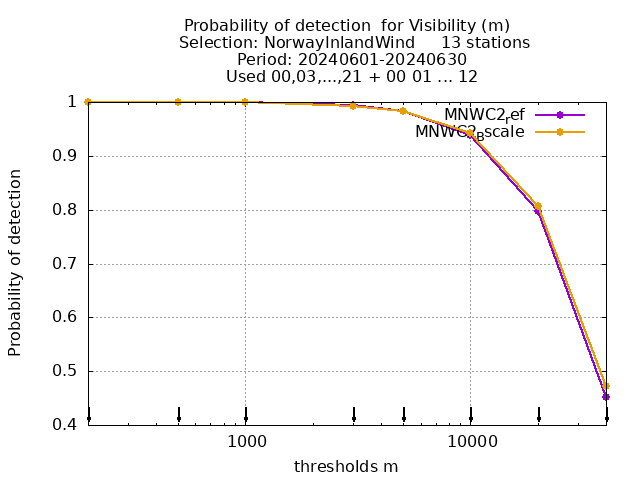 Probability of detection  for Visibility (m)
Selection: NorwayInlandWind     13 stations
Period: 20240601-20240630
Used 00,03,...,21 + 00 01 ... 12
MNWC2ref
MNWC2Bscale
1
0.9
0.8
0.7
0.6
0.5
0.4
Probability of detection
1000 10000
thresholds m